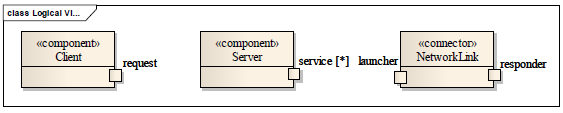 class Logical VI...
«component»
Client
request
«component»
Server
service [*]
launcher
«connector»
NetworkLink
responder